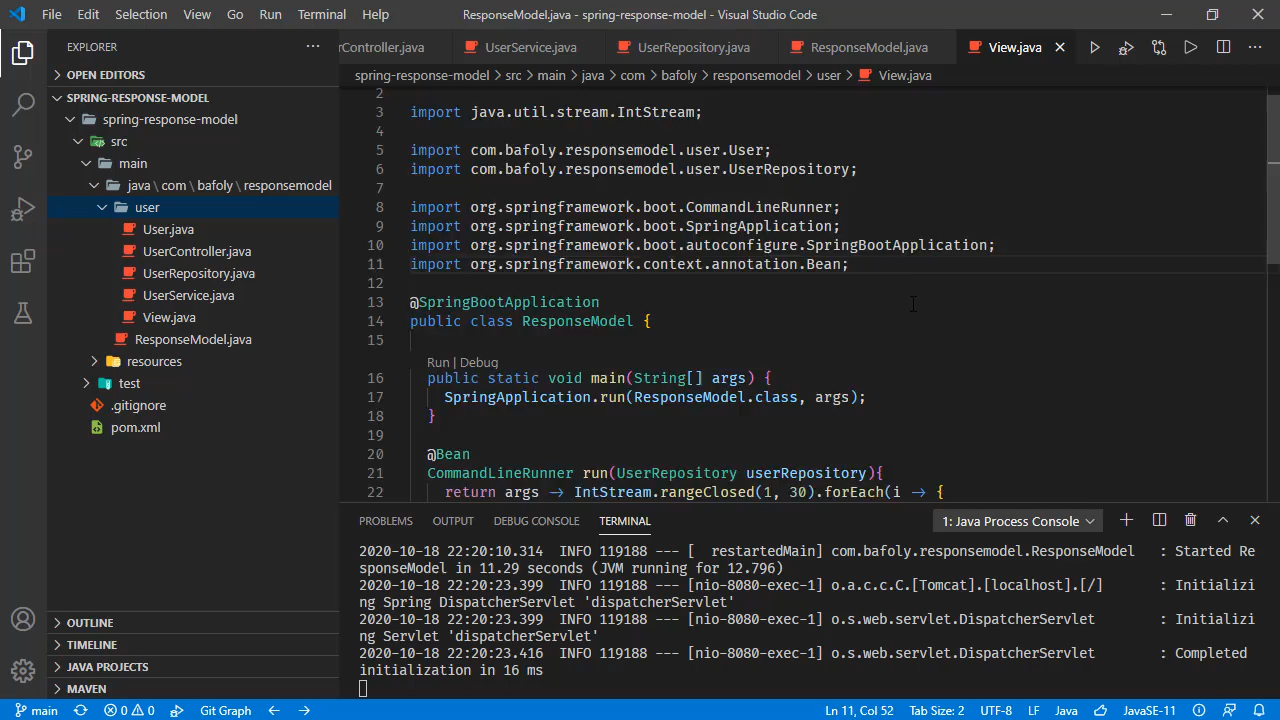 File Edit Selection View Go Run Terminal Help ResponseModel.java - spring-response-model - Visual Studio Code
EXPLORER
rController.java UserService.java UserRepository.java ResponseModel.java View.java
spring-response-model > src > main > java > com > bafoly > responsemodel > user > View.java
OPEN EDITORS
SPRING-RESPONSE-MODEL
spring-response-model
src
main
java \ com \ bafoly \ responsemodel
user
User.java
UserController.java
UserRepository.java
UserService.java
View.java
ResponseModel.java
resources
test
.gitignore
pom.xml
OUTLINE
TIMELINE
JAVA PROJECTS
MAVEN
2
3 import java.util.stream.IntStream;
4
5 import com.bafoly.responsemodel.user.User;
6 import com.bafoly.responsemodel.user.UserRepository;
7
8 import org.springframework.boot.CommandLineRunner;
9 import org.springframework.boot.SpringApplication;
10 import org.springframework.boot.autoconfigure.SpringBootApplication;
11 import org.springframework.context.annotation.Bean;
12
13 @SpringBootApplication
14 public class ResponseModel {
15
Run | Debug
16 public static void main(String[] args) {
17 SpringApplication.run(ResponseModel.class, args);
18 }
19
20 @Bean
21 CommandLineRunner run(UserRepository userRepository){
22 return args → IntStream.rangeClosed(1, 30).forEach(i → {
PROBLEMS OUTPUT DEBUG CONSOLE TERMINAL 1: Java Process Console
2020-10-18 22:20:10.314 INFO 119188 --- [ restartedMain] com.bafoly.responsemodel.ResponseModel : Started Re
sponseModel in 11.29 seconds (JVM running for 12.796)
2020-10-18 22:20:23.399 INFO 119188 --- [nio-8080-exec-1] o.a.c.c.C.[Tomcat].[localhost].[/] : Initializi
ng Spring DispatcherServlet 'dispatcherServlet'
2020-10-18 22:20:23.399 INFO 119188 --- [nio-8080-exec-1] o.s.web.servlet.DispatcherServlet : Initializi
ng Servlet 'dispatcherServlet'
2020-10-18 22:20:23.416 INFO 119188 --- [nio-8080-exec-1] o.s.web.servlet.DispatcherServlet : Completed
initialization in 16 ms
main 0 0 Git Graph Ln 11, Col 52 Tab Size: 2 UTF-8 LF Java JavaSE-11